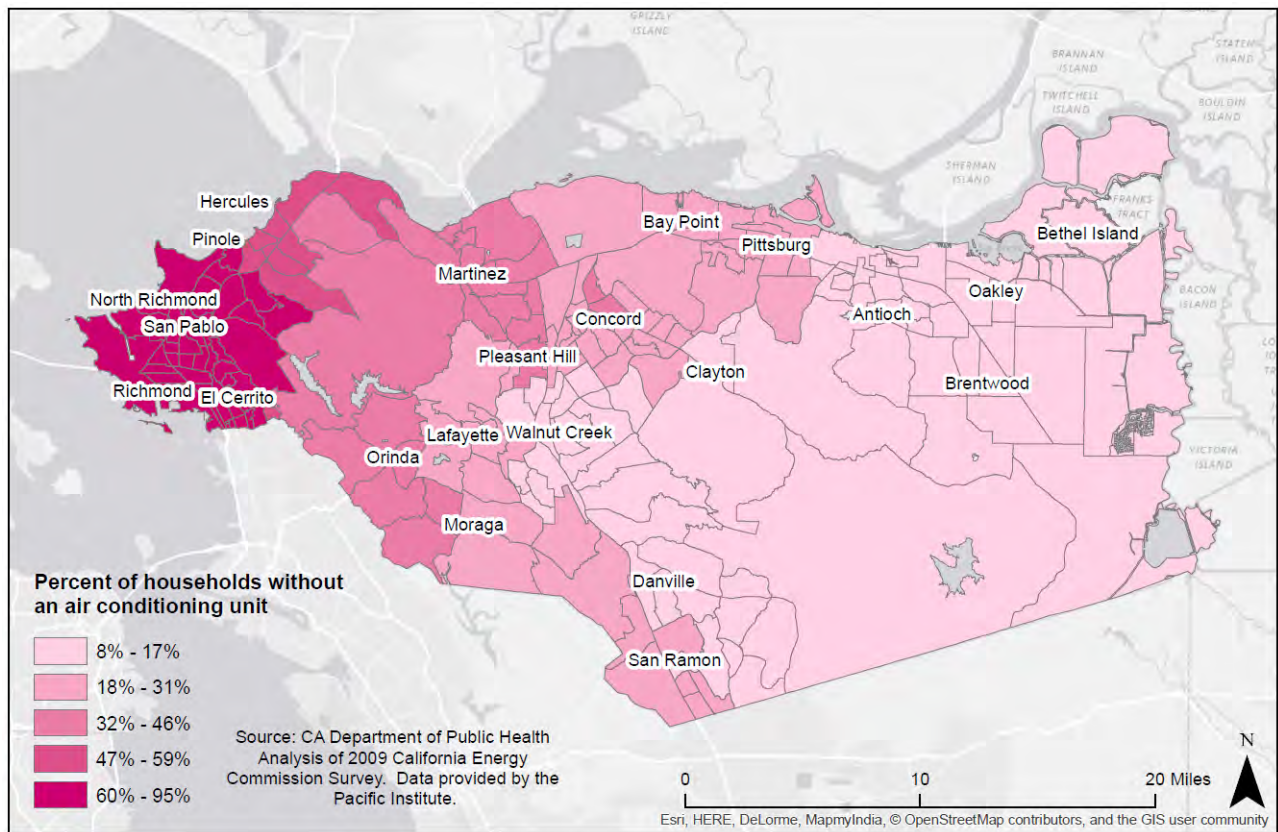 GRIZZLY
ISLAND
BRANNAN
ISLAND
STATEN
ISLAND
TWITCHELL
ISLAND
BOULDIN
ISLAND
SHERMAN
ISLAND
Hercules
FRANKS
TRACT
Bay Point
Bethel Island
Pinole
Pittsburg
Martinez
BACON
ISLAND
North Richmond
Oakley
San Pablo
Concord
Antioch
Pleasant Hill
Clayton
Richmond
El Cerrito
Brentwood
Lafayette
Walnut Creek
VICTORIA
ISLAND
Orinda
Moraga
Danville
San Ramon
Percent of households without
an air conditioning unit
8% - 17%
18% - 31%
32% - 46%
47% - 59%
60% - 95%
Source: CA Department of Public Health
Analysis of 2009 California Energy
Commission Survey. Data provided by the
Pacific Institute.
N
0 10 20 Miles
Esri, HERE, DeLorme, MapmyIndia, © OpenStreetMap contributors, and the GIS user community